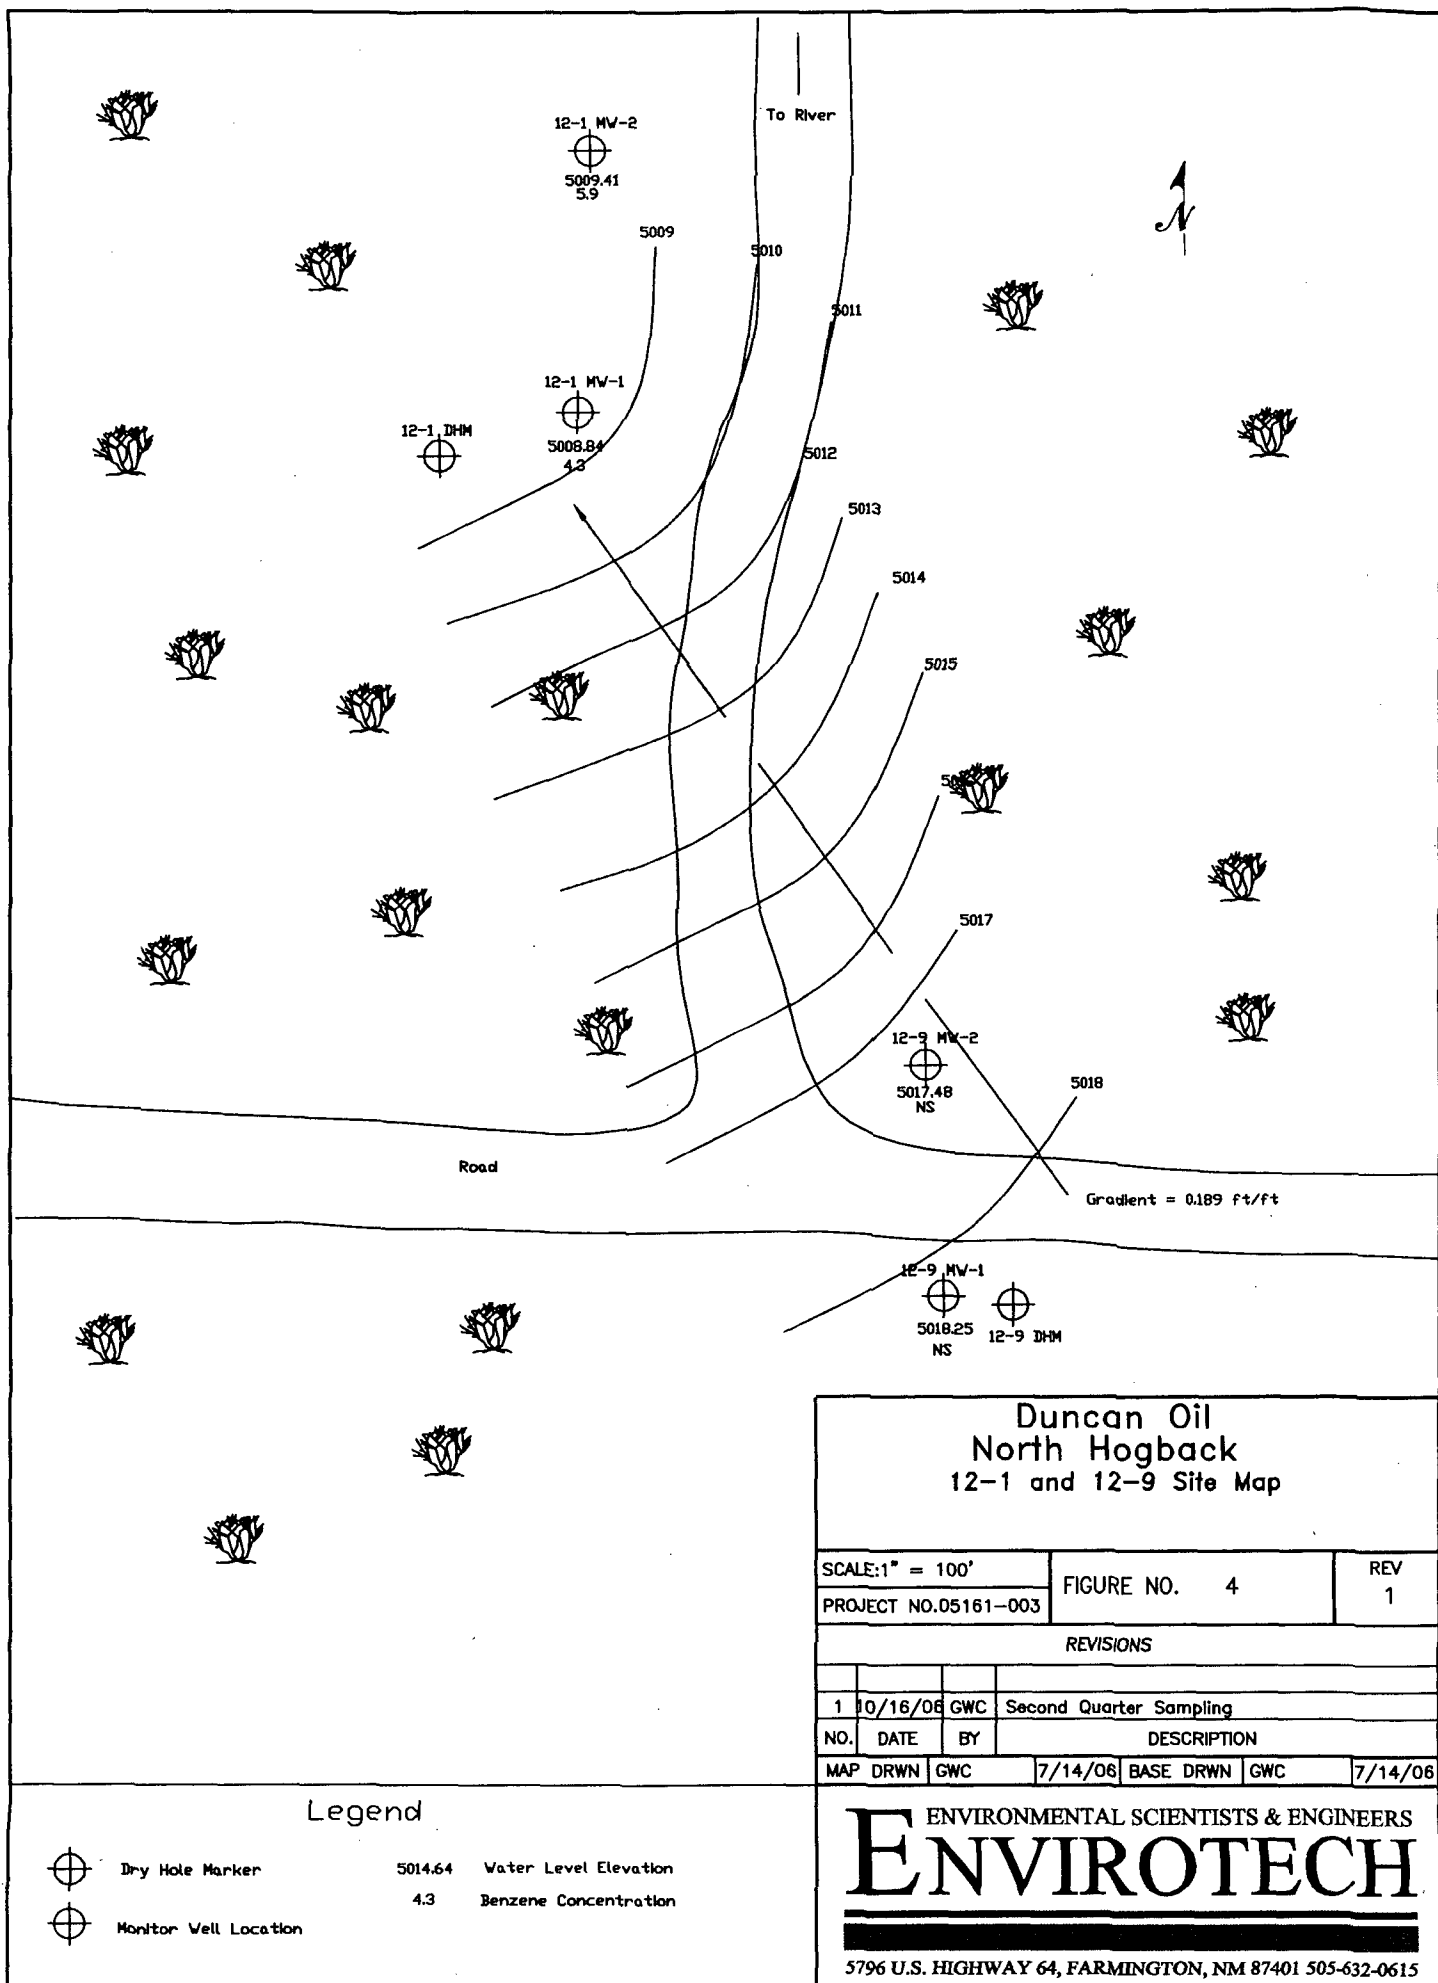 To River
12-1 MW-2
5009.41
5.9
N
5009
5010
5011
12-1 MW-1
5008.84
4.3
12-1 DHM
5012
5013
5014
5015
5017
12-9 MW-2
5017.48
NS
5018
Road
Gradient = 0.189 ft/ft
12-9 MW-1
5018.25
NS
12-9 DHM
Duncan Oil
North Hogback
12-1 and 12-9 Site Map
SCALE:1" = 100'
PROJECT NO.05161-003
FIGURE NO. 4
REV
1
REVISIONS
1 10/16/06 GWC Second Quarter Sampling
NO. DATE BY DESCRIPTION
MAP DRWN GWC 7/14/06 BASE DRWN GWC 7/14/06
Legend
Dry Hole Marker
5014.64 Water Level Elevation
4.3 Benzene Concentration
Monitor Well Location
ENVIRONMENTAL SCIENTISTS & ENGINEERS
ENVIROTECH
5796 U.S. HIGHWAY 64, FARMINGTON, NM 87401 505-632-0615